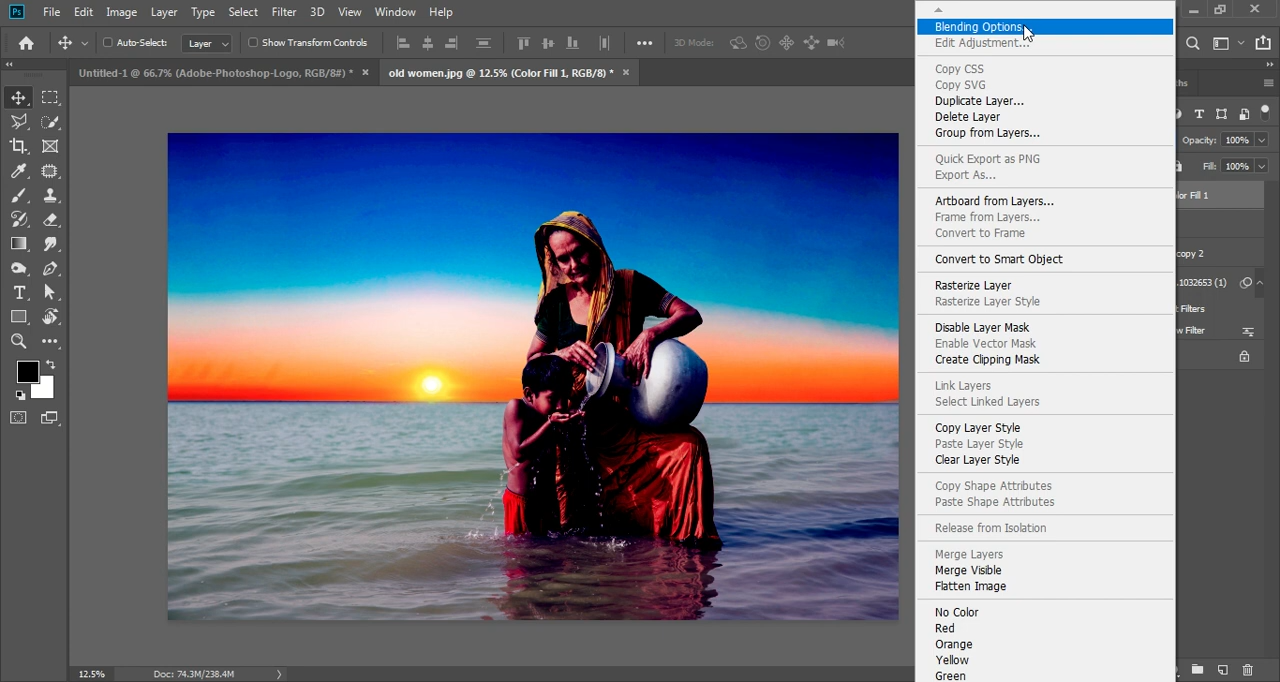 Ps File Edit Image Layer Type Select Filter 3D View Window Help
Auto-Select: Layer Show Transform Controls 3D Mode:
Untitled-1 @ 66.7% (Adobe-Photoshop-Logo, RGB/8#) * × old women.jpg @ 12.5% (Color Fill 1, RGB/8) * ×
Blending Options...
Edit Adjustment...
Copy CSS
Copy SVG
Duplicate Layer...
Delete Layer
Group from Layers...
Quick Export as PNG
Export As...
Artboard from Layers...
Frame from Layers...
Convert to Frame
Convert to Smart Object
Rasterize Layer
Rasterize Layer Style
Disable Layer Mask
Enable Vector Mask
Create Clipping Mask
Link Layers
Select Linked Layers
Copy Layer Style
Paste Layer Style
Clear Layer Style
Copy Shape Attributes
Paste Shape Attributes
Release from Isolation
Merge Layers
Merge Visible
Flatten Image
No Color
Red
Orange
Yellow
Green
ths
Opacity: 100%
Fill: 100%
lor Fill 1
copy 2
.1032653 (1)
t Filters
w Filter
12.5% Doc: 74.3M/238.4M